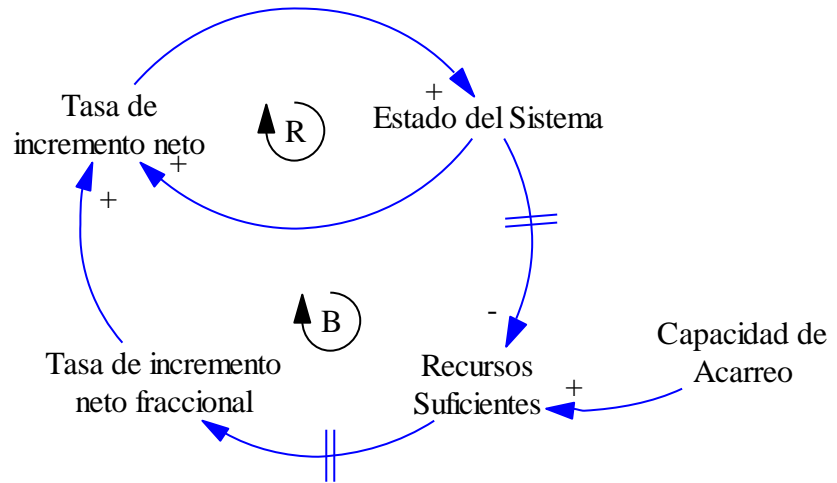 Tasa de
incremento neto
+
R
+
Estado del Sistema
+
+
-
B
Tasa de incremento
neto fraccional
Recursos
Suficientes
+
Capacidad de
Acarreo